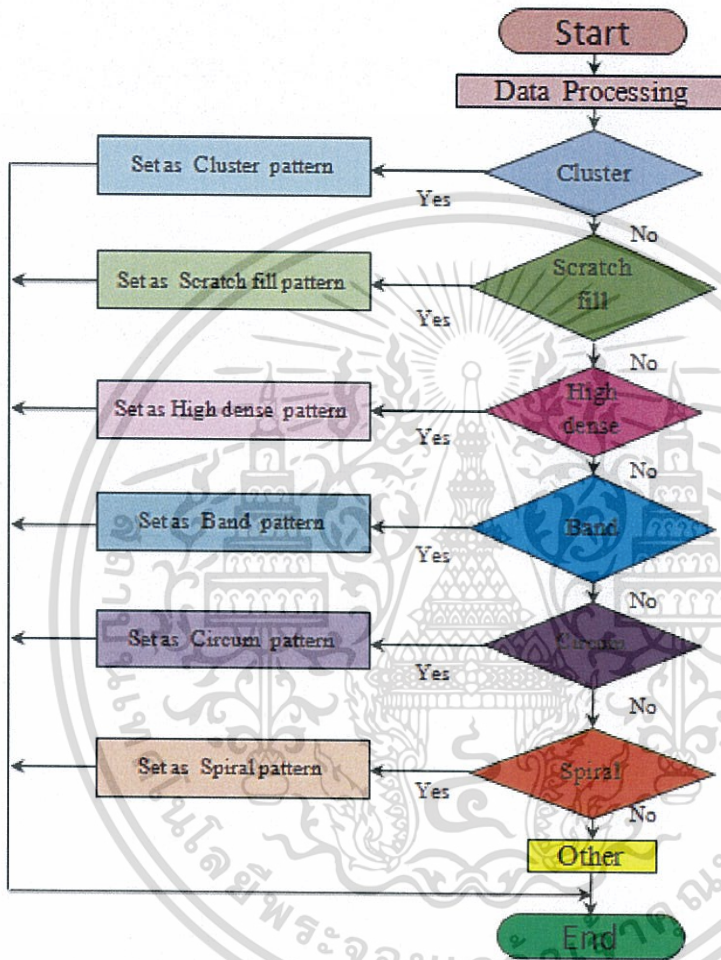 Start
Data Processing
Set as Cluster pattern
Yes
Cluster
No
Set as Scratch fill pattern
Yes
Scratch
fill
No
Set as High dense pattern
Yes
High
dense
No
Set as Band pattern
Yes
Band
No
Set as Circum pattern
Yes
Circum
No
Set as Spiral pattern
Yes
Spiral
No
Other
End